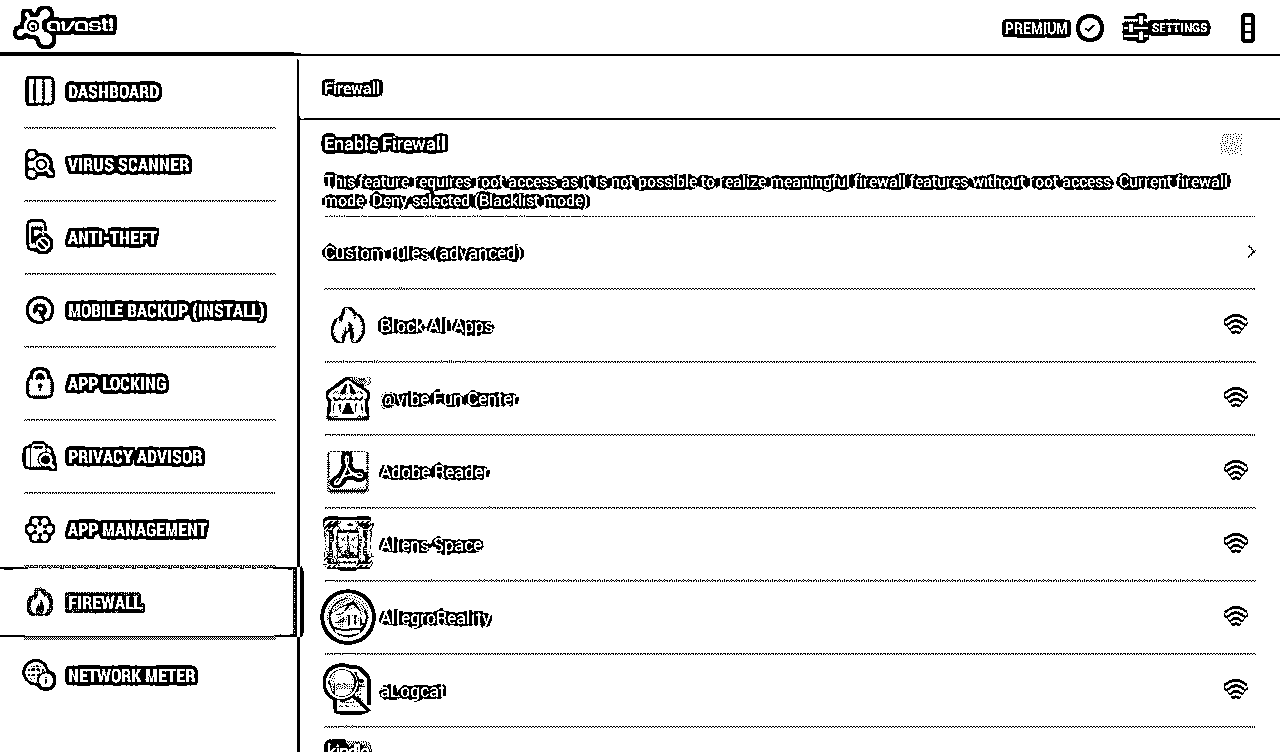 avast!
PREMIUM
SETTINGS
DASHBOARD
VIRUS SCANNER
ANTI-THEFT
MOBILE BACKUP (INSTALL)
APP LOCKING
PRIVACY ADVISOR
APP MANAGEMENT
FIREWALL
NETWORK METER
Firewall
Enable Firewall
This feature requires root access as it is not possible to realize meaningful firewall features without root access. Current firewall
mode: Deny selected (Blacklist mode)
Custom rules (advanced)
Block All Apps
@vibe Fun Center
Adobe Reader
Aliens Space
AllegroReality
aLogcat
kindle